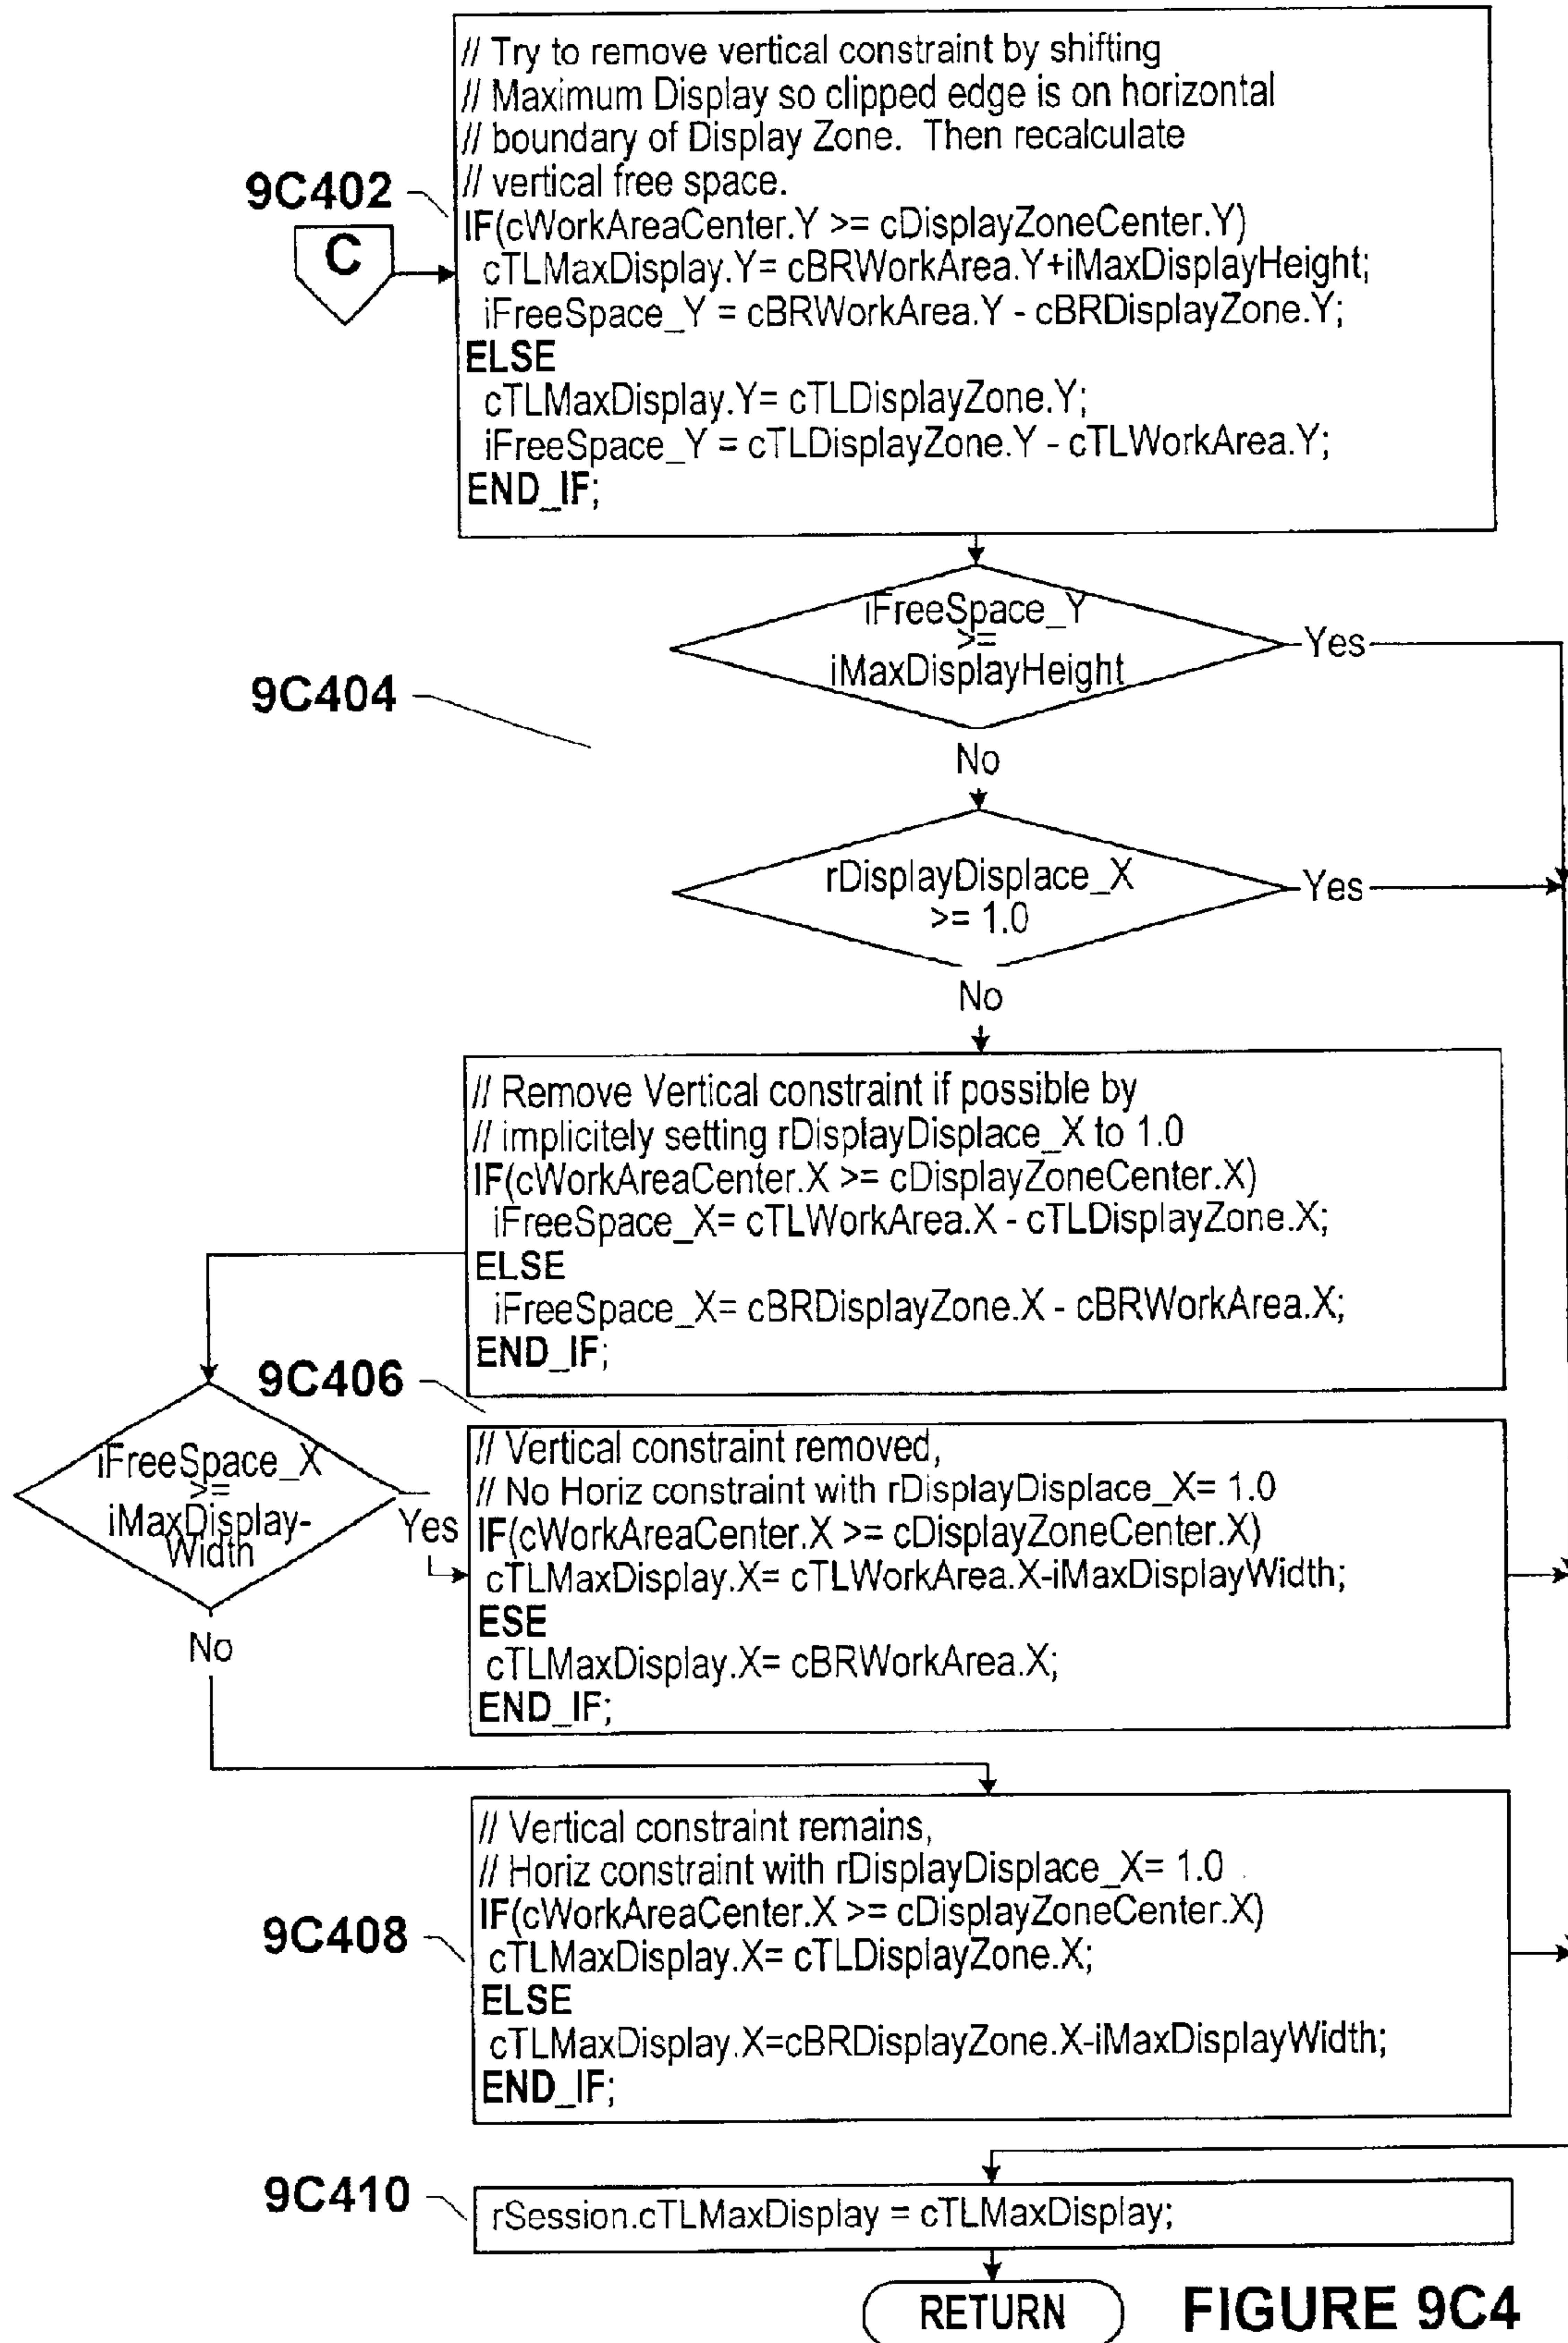 // Try to remove vertical constraint by shifting
// Maximum Display so clipped edge is on horizontal
// boundary of Display Zone. Then recalculate
// vertical free space.
9C402
C
IF(cWorkAreaCenter.Y >= cDisplayZoneCenter.Y)
cTLMaxDisplay.Y= cBRWorkArea.Y+iMaxDisplayHeight;
iFreeSpace_Y = cBRWorkArea.Y - cBRDisplayZone.Y;
ELSE
cTLMaxDisplay.Y= cTLDisplayZone.Y;
iFreeSpace_Y = cTLDisplayZone.Y - cTLWorkArea.Y;
END_IF;
iFreeSpace_Y
>=
iMaxDisplayHeight
Yes
9C404
No
rDisplayDisplace_X
>= 1.0
Yes
No
// Remove Vertical constraint if possible by
// implicitely setting rDisplayDisplace_X to 1.0
IF(cWorkAreaCenter.X >= cDisplayZoneCenter.X)
iFreeSpace_X= cTLWorkArea.X - cTLDisplayZone.X;
ELSE
iFreeSpace_X= cBRDisplayZone.X - cBRWorkArea.X;
END_IF;
9C406
iFreeSpace_X
>=
iMaxDisplay-
Width
Yes
No
// Vertical constraint removed,
// No Horiz constraint with rDisplayDisplace_X= 1.0
IF(cWorkAreaCenter.X >= cDisplayZoneCenter.X)
cTLMaxDisplay.X= cTLWorkArea.X-iMaxDisplayWidth;
ESE
cTLMaxDisplay.X= cBRWorkArea.X;
END_IF;
// Vertical constraint remains,
// Horiz constraint with rDisplayDisplace_X= 1.0
IF(cWorkAreaCenter.X >= cDisplayZoneCenter.X)
9C408
cTLMaxDisplay.X= cTLDisplayZone.X;
ELSE
cTLMaxDisplay.X=cBRDisplayZone.X-iMaxDisplayWidth;
END_IF;
9C410
rSession.cTLMaxDisplay = cTLMaxDisplay;
RETURN
FIGURE 9C4